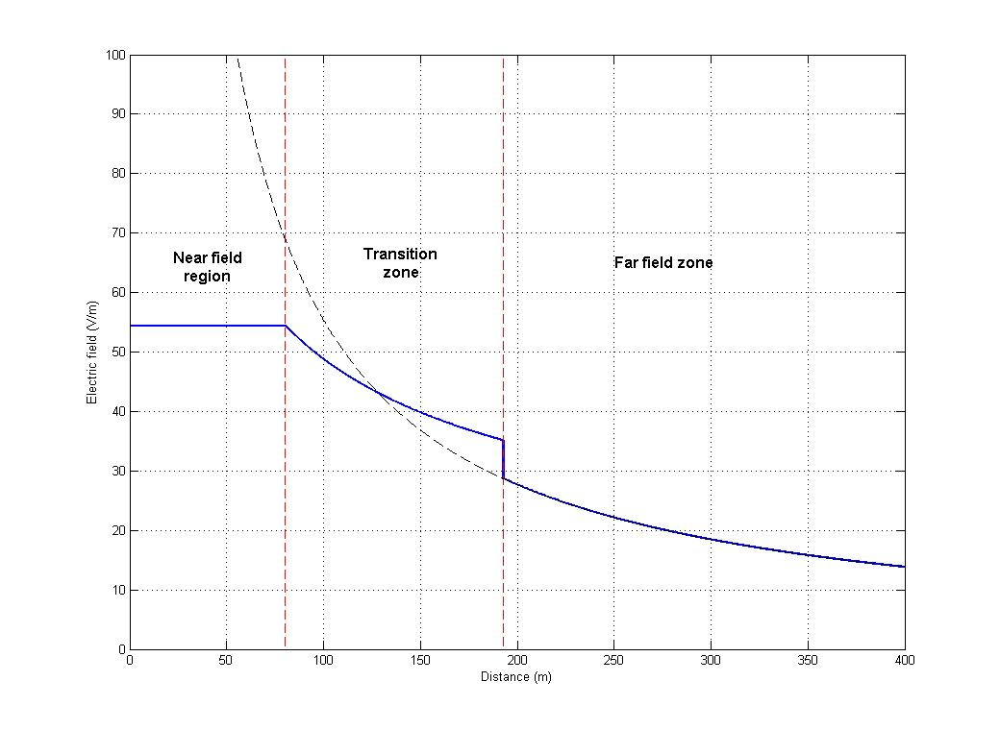 100
90
80
70
60
50
40
30
20
10
0
Electric field (V/m)
Near field
region
Transition
zone
Far field zone
0 50 100 150 200 250 300 350 400
Distance (m)